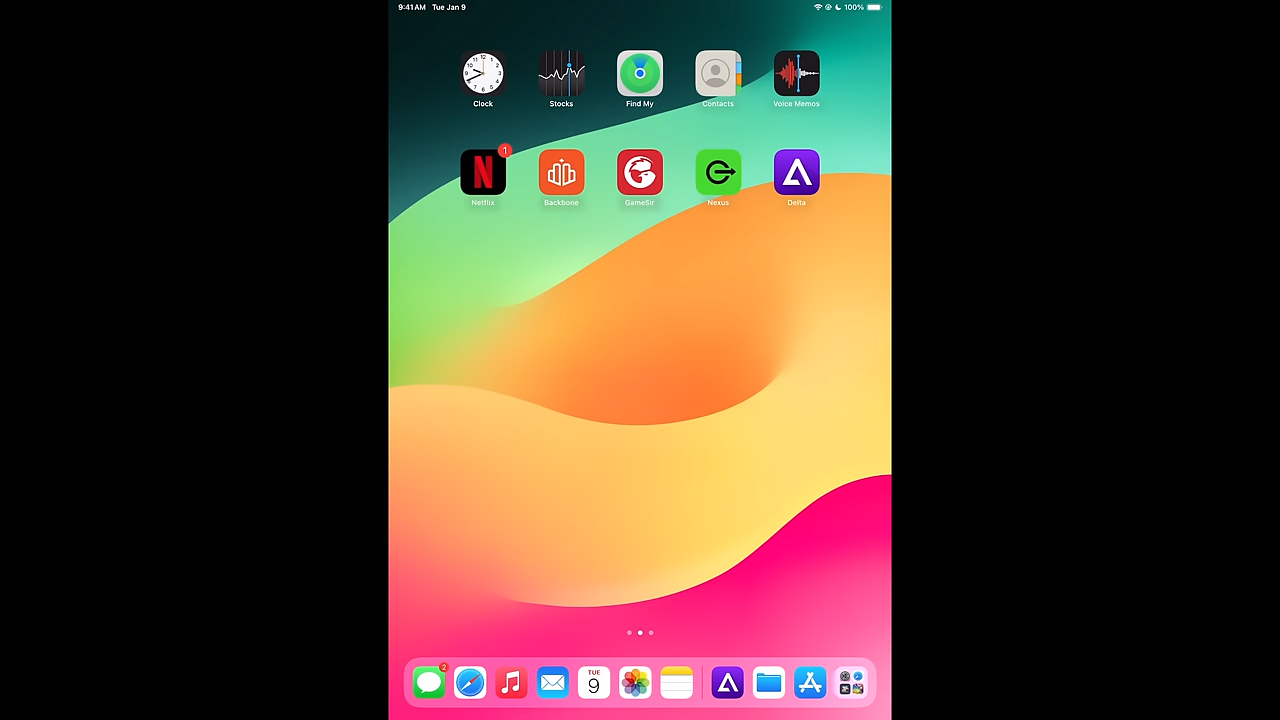 9:41 AM Tue Jan 9 100%
Clock Stocks Find My Contacts Voice Memos
1
Netflix Backbone GameSir Nexus Delta
2
TUE
9